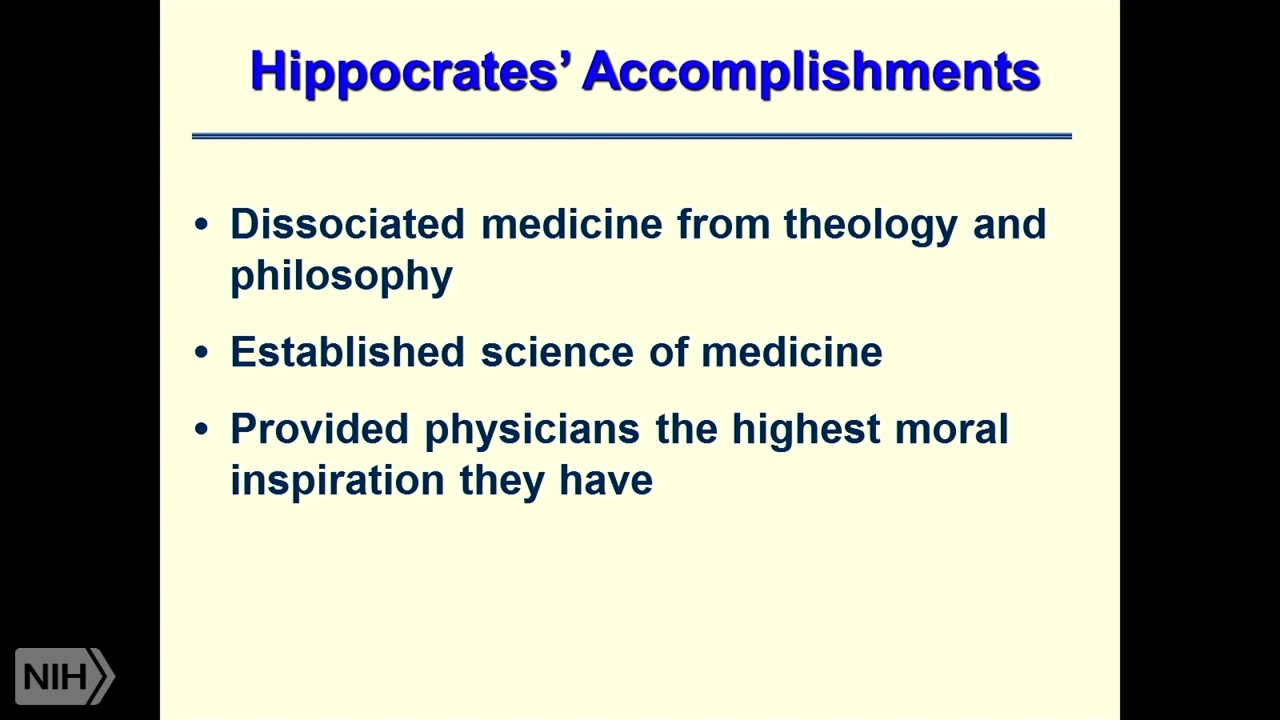 Hippocrates’ Accomplishments
• Dissociated medicine from theology and
philosophy
• Established science of medicine
• Provided physicians the highest moral
inspiration they have
NIH